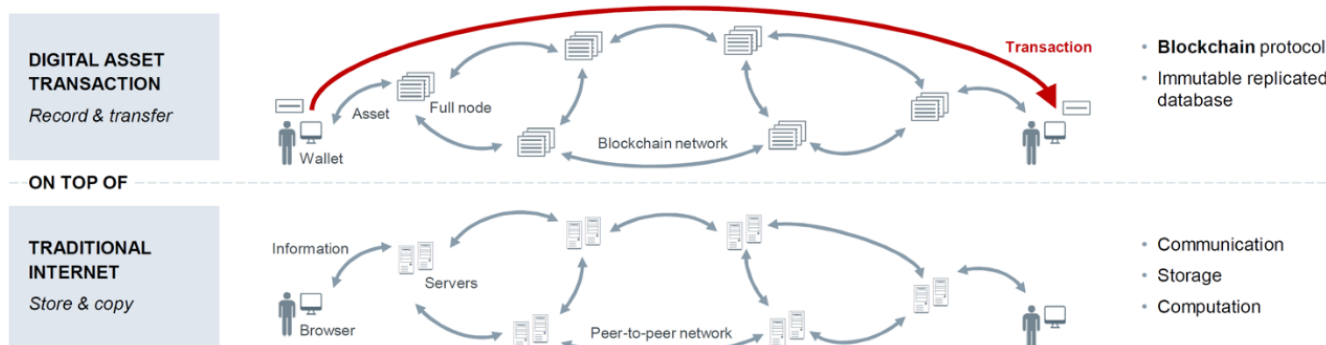 DIGITAL ASSET
TRANSACTION
Record & transfer
Transaction
Asset
Full node
Wallet
Blockchain network
• Blockchain protocol
• Immutable replicated
database
ON TOP OF
TRADITIONAL
INTERNET
Store & copy
Information
Servers
Browser
Peer-to-peer network
• Communication
• Storage
• Computation